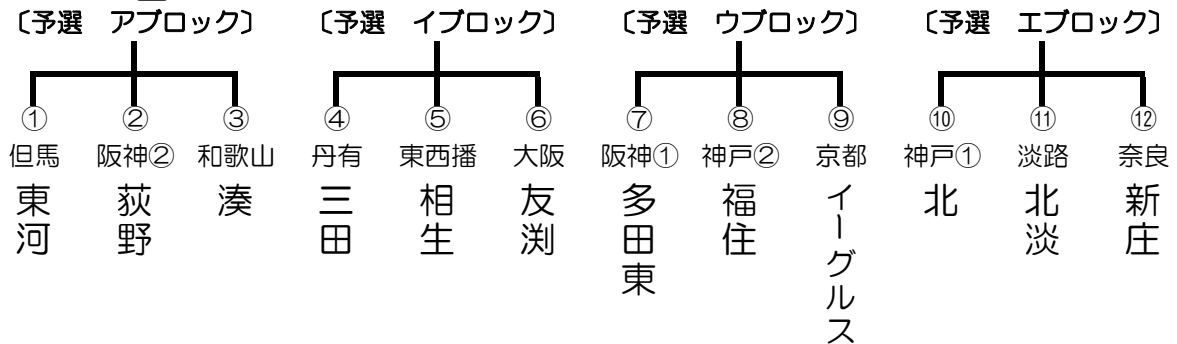 〔予選 アブロック〕 〔予選 イブロック〕 〔予選 ウブロック〕 〔予選 エブロック〕
① ② ③ ④ ⑤ ⑥ ⑦ ⑧ ⑨ ⑩ ⑪ ⑫
但馬 阪神② 和歌山 丹有 東西播 大阪 阪神① 神戸② 京都 神戸① 淡路 奈良
東河 荻野 湊 三田 相生 友渕 多田東 福住 イーグルス 北 北淡 新庄